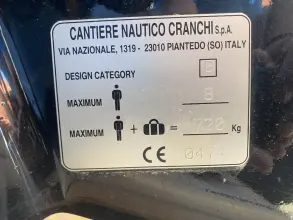 CANTIERE NAUTICO CRANCHI S.p.A.
VIA NAZIONALE, 1319 - 23010 PIANTEDO (SO) ITALY
DESIGN CATEGORY
MAXIMUM 8
MAXIMUM + = Kg
CE